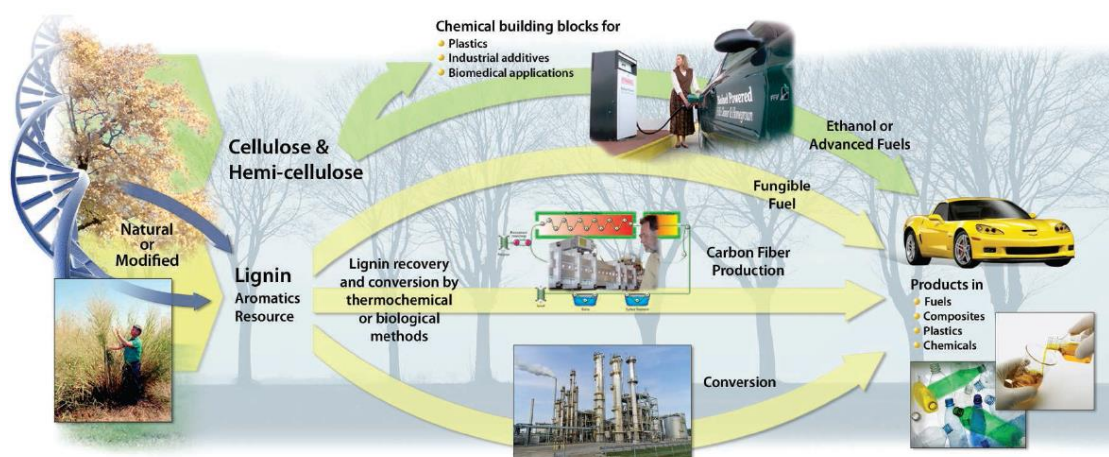 Chemical building blocks for
Plastics
Industrial additives
Biomedical applications
Cellulose &
Hemi-cellulose
Ethanol or
Advanced Fuels
Fungible
Fuel
Natural or
Modified
Lignin
Aromatics
Resource
Lignin recovery
and conversion by
thermochemical
or biological
methods
Carbon Fiber
Production
Conversion
Products in
Fuels
Composites
Plastics
Chemicals